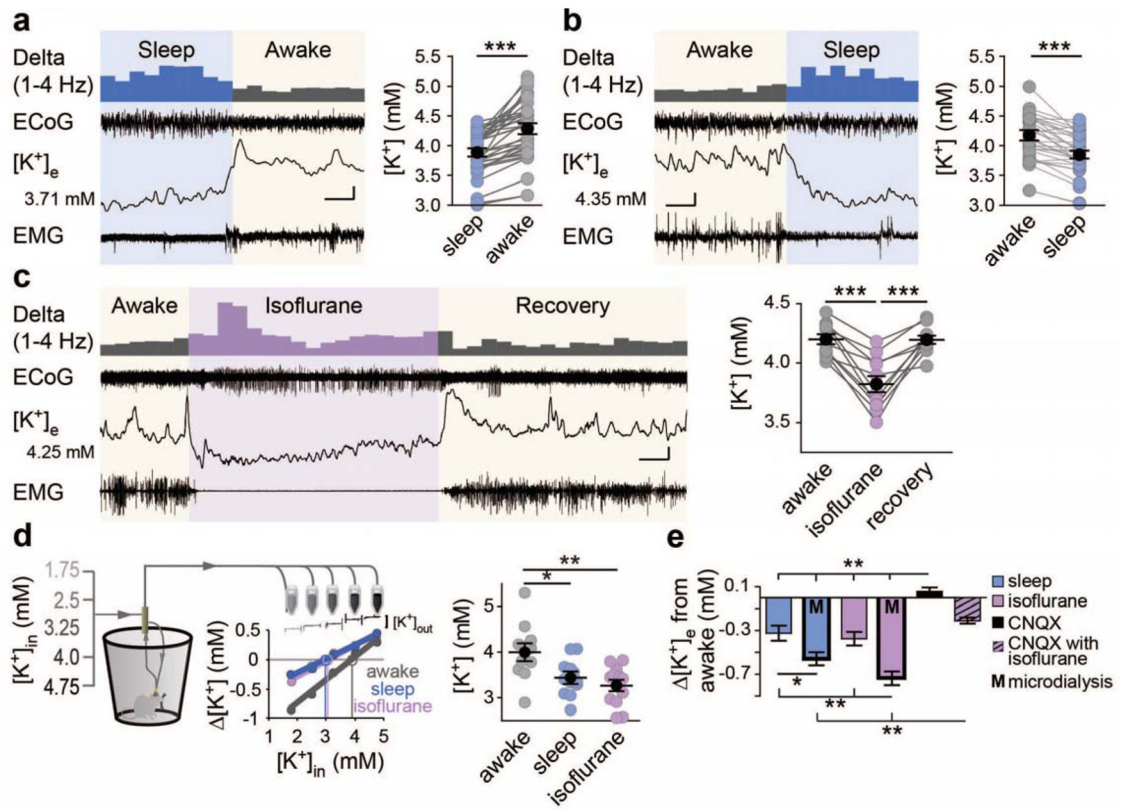 a
Sleep
Awake
Delta
(1-4 Hz)
ECoG
[K+]e
3.71 mM
EMG
***
[K+] (mM)
5.5
5.0
4.5
4.0
3.5
3.0
sleep
awake
b
Awake
Sleep
Delta
(1-4 Hz)
ECoG
[K+]e
4.35 mM
EMG
***
[K+] (mM)
5.5
5.0
4.5
4.0
3.5
3.0
awake
sleep
c
Awake
Isoflurane
Recovery
Delta
(1-4 Hz)
ECoG
[K+]e
4.25 mM
EMG
*** ***
[K+] (mM)
4.5
4.0
3.5
awake
isoflurane
recovery
d
[K+]in (mM)
1.75
2.5
3.25
4.0
4.75
] [K+]out
Δ[K+] (mM)
0.5
0
-0.5
-1
awake
sleep
isoflurane
1 2 3 4 5
[K+]in (mM)
**
*
[K+] (mM)
5
4
3
awake
sleep
isoflurane
e
**
Δ[K+]e from
awake (mM)
0.1
-0.3
-0.7
M
M
*
**
**
sleep
isoflurane
CNQX
CNQX with
isoflurane
M microdialysis